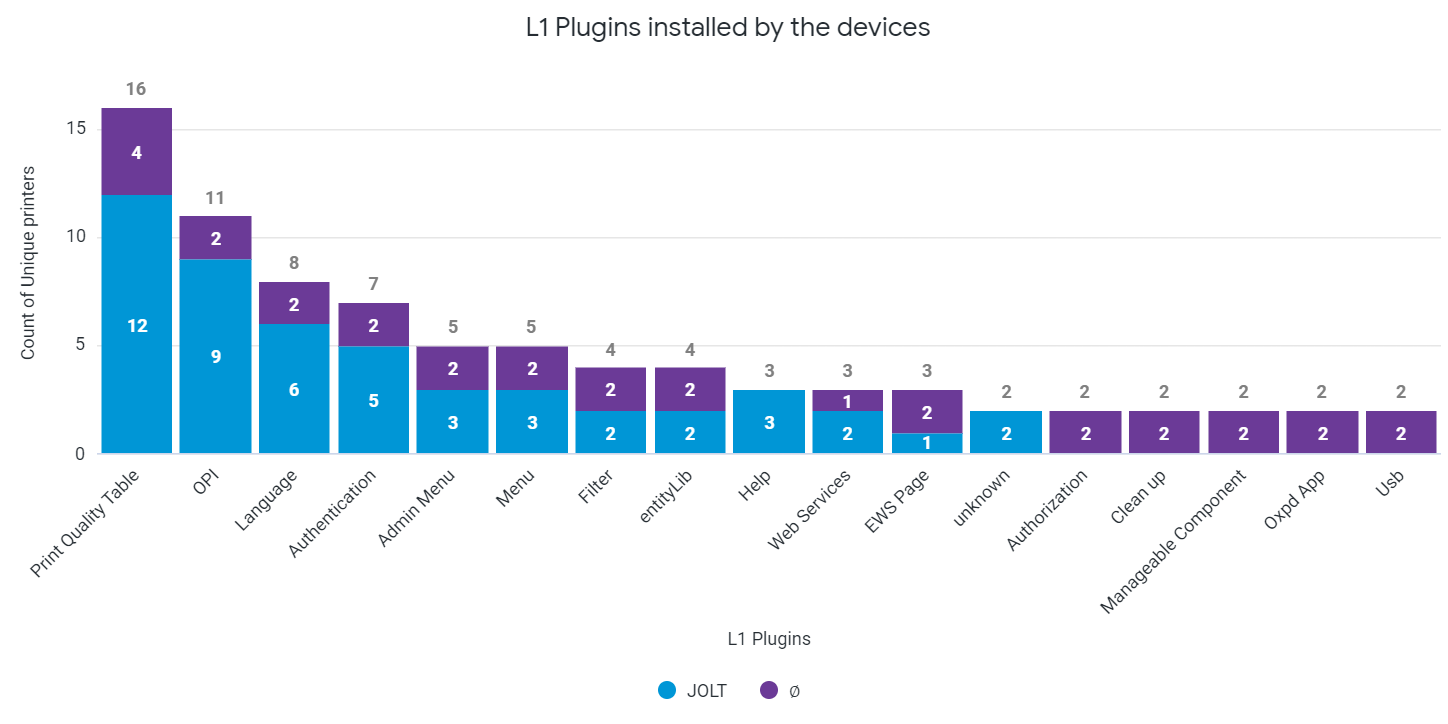 L1 Plugins installed by the devices
Count of Unique printers
15
10
5
0
16
4
12
11
2
9
8
2
6
7
2
5
5
2
3
5
2
3
4
2
2
4
2
2
3
3
3
1
2
3
2
1
2
2
2
2
2
2
2
2
2
2
2
2
Print Quality Table
OPI
Language
Authentication
Admin Menu
Menu
Filter
entityLib
Help
Web Services
EWS Page
unknown
Authorization
Clean up
Manageable Component
Oxpd App
Usb
L1 Plugins
JOLT
Ø